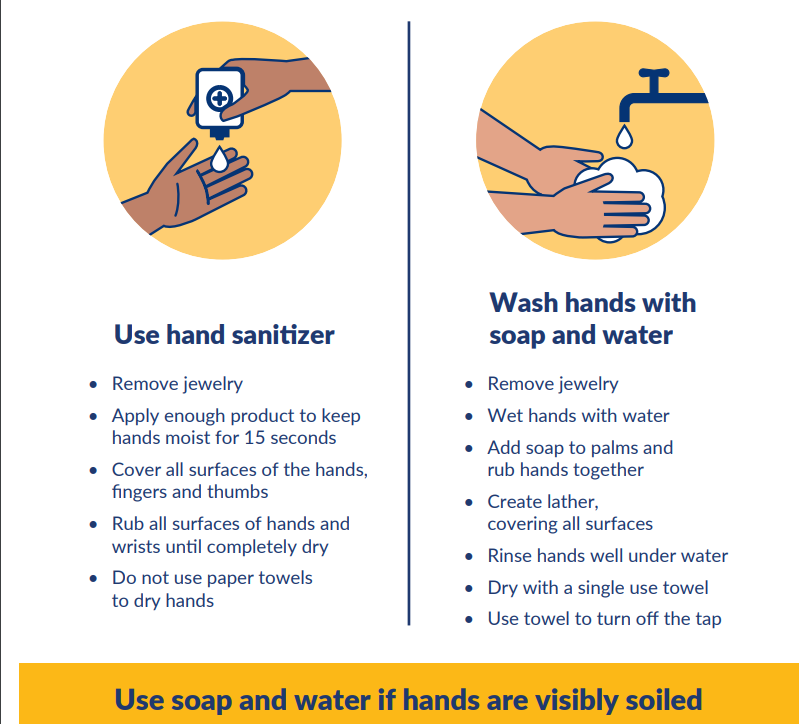 Use hand sanitizer
• Remove jewelry
• Apply enough product to keep
hands moist for 15 seconds
• Cover all surfaces of the hands,
fingers and thumbs
• Rub all surfaces of hands and
wrists until completely dry
• Do not use paper towels
to dry hands
Wash hands with
soap and water
• Remove jewelry
• Wet hands with water
• Add soap to palms and
rub hands together
• Create lather,
covering all surfaces
• Rinse hands well under water
• Dry with a single use towel
• Use towel to turn off the tap
Use soap and water if hands are visibly soiled